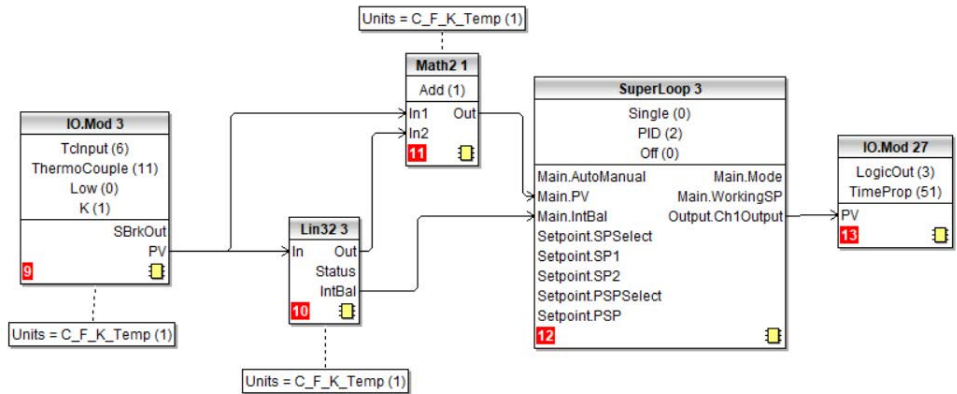 Units = C_F_K_Temp (1)
Math2 1
Add (1)
In1 Out
In2
11
IO.Mod 3
TcInput (6)
ThermoCouple (11)
Low (0)
K (1)
SBrkOut
PV
9
Units = C_F_K_Temp (1)
Lin32 3
In Out
Status
IntBal
10
Units = C_F_K_Temp (1)
SuperLoop 3
Single (0)
PID (2)
Off (0)
Main.AutoManual Main.Mode
Main.PV Main.WorkingSP
Main.IntBal Output.Ch1Output
Setpoint.SPSelect
Setpoint.SP1
Setpoint.SP2
Setpoint.PSPSelect
Setpoint.PSP
12
IO.Mod 27
LogicOut (3)
TimeProp (51)
PV
13